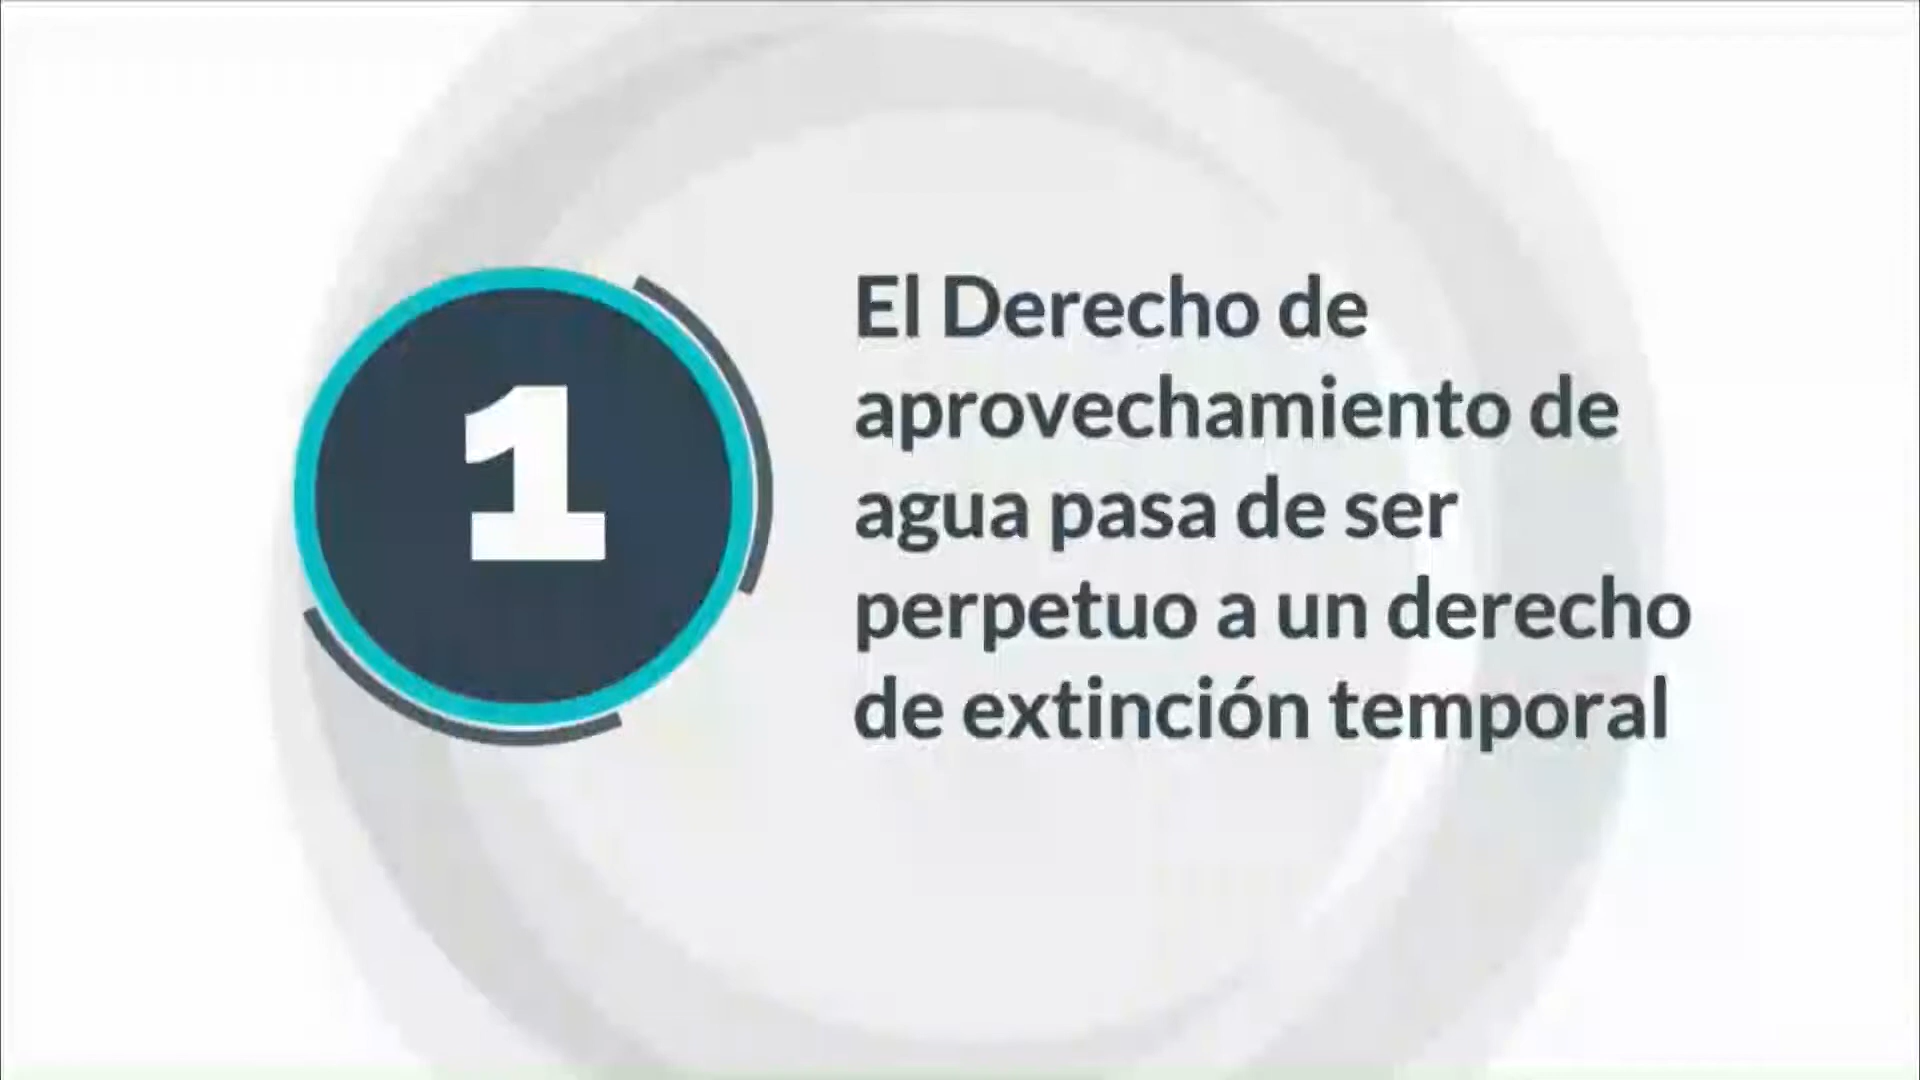 1
El Derecho de
aprovechamiento de
agua pasa de ser
perpetuo a un derecho
de extinción temporal